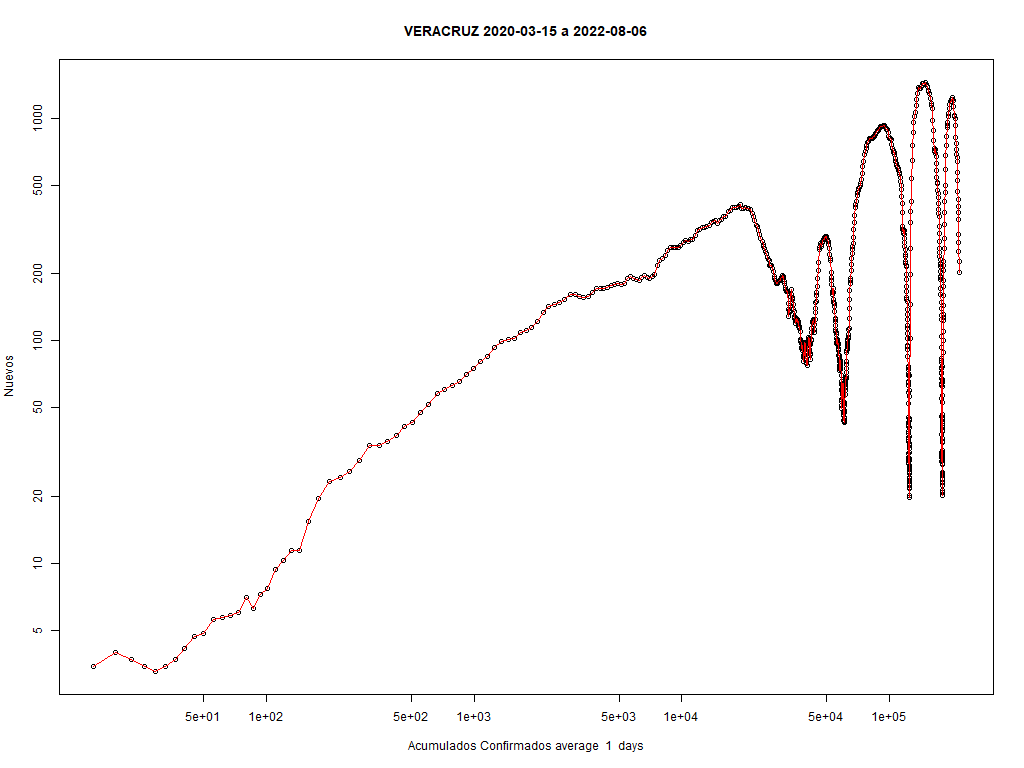 VERACRUZ 2020-03-15 a 2022-08-06
Nuevos
1000
500
200
100
50
20
10
5
5e+01 1e+02 5e+02 1e+03 5e+03 1e+04 5e+04 1e+05
Acumulados Confirmados average 1 days